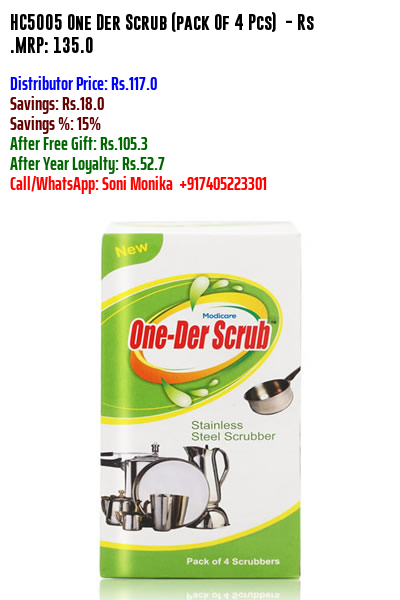 HC5005 One Der Scrub (pack Of 4 Pcs) - Rs
.MRP: 135.0
Distributor Price: Rs.117.0
Savings: Rs.18.0
Savings %: 15%
After Free Gift: Rs.105.3
After Year Loyalty: Rs.52.7
Call/WhatsApp: Soni Monika +917405223301
New
Modicare
One-Der Scrub™
Stainless
Steel Scrubber
Pack of 4 Scrubbers